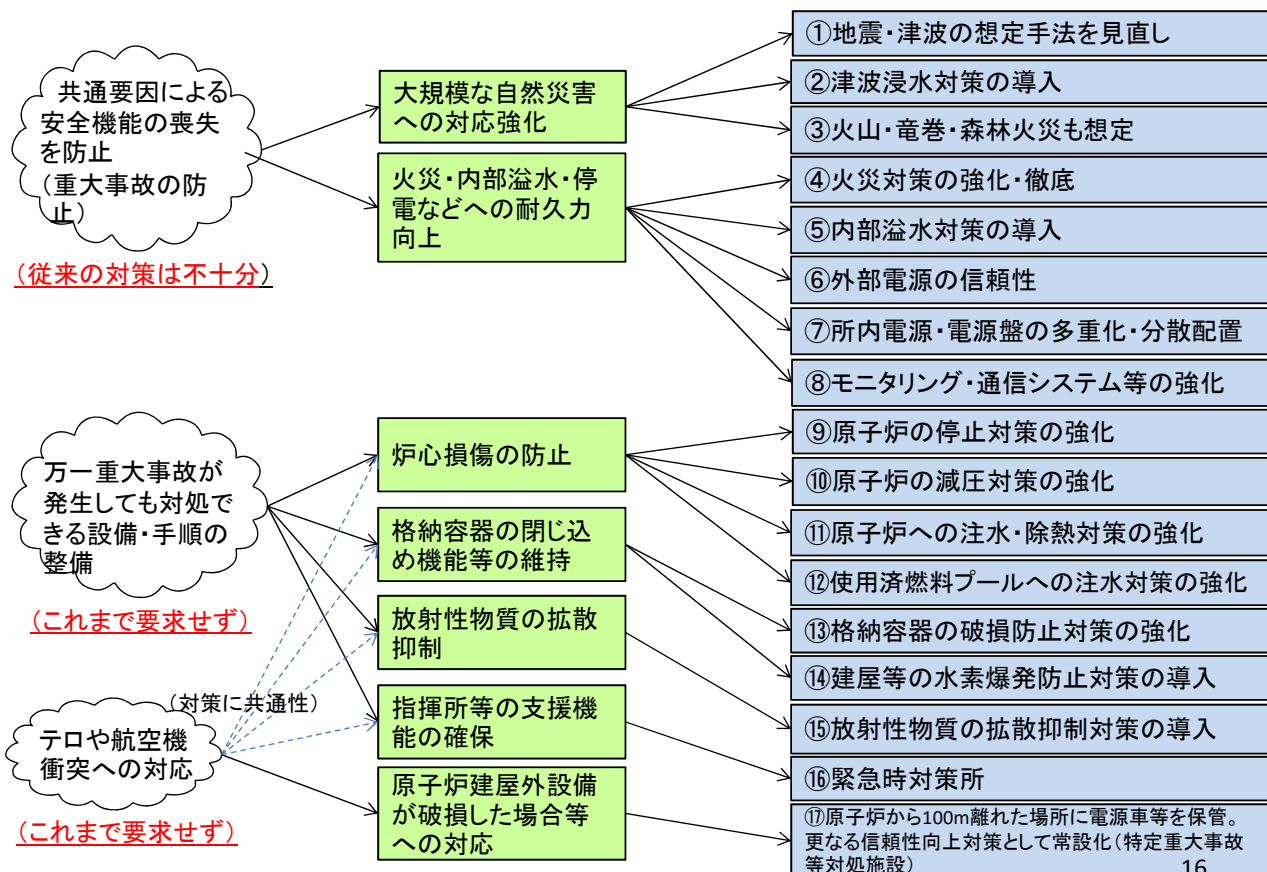 共通要因による
安全機能の喪失
を防止
(重大事故の防
止)
(従来の対策は不十分)
万一重大事故が
発生しても対処で
きる設備・手順の
整備
(これまで要求せず)
(対策に共通性)
テロや航空機
衝突への対応
(これまで要求せず)
大規模な自然災害
への対応強化
火災・内部溢水・停
電などへの耐久力
向上
炉心損傷の防止
格納容器の閉じ込
め機能等の維持
放射性物質の拡散
抑制
指揮所等の支援機
能の確保
原子炉建屋外設備
が破損した場合等
への対応
①地震・津波の想定手法を見直し
②津波浸水対策の導入
③火山・竜巻・森林火災も想定
④火災対策の強化・徹底
⑤内部溢水対策の導入
⑥外部電源の信頼性
⑦所内電源・電源盤の多重化・分散配置
⑧モニタリング・通信システム等の強化
⑨原子炉の停止対策の強化
⑩原子炉の減圧対策の強化
⑪原子炉への注水・除熱対策の強化
⑫使用済燃料プールへの注水対策の強化
⑬格納容器の破損防止対策の強化
⑭建屋等の水素爆発防止対策の導入
⑮放射性物質の拡散抑制対策の導入
⑯緊急時対策所
⑰原子炉から100m離れた場所に電源車等を保管。
更なる信頼性向上対策として常設化(特定重大事故
等対処施設)
16